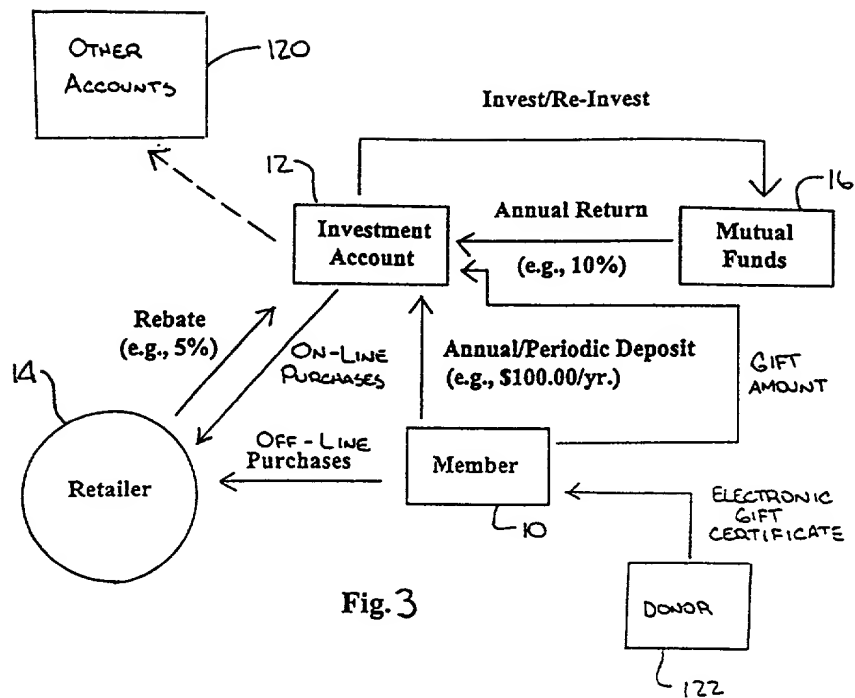 OTHER
ACCOUNTS
120
Invest/Re-Invest
12
Investment
Account
Annual Return
(e.g., 10%)
16
Mutual
Funds
Rebate
(e.g., 5%)
ON-LINE
PURCHASES
Annual/Periodic Deposit
(e.g., $100.00/yr.)
GIFT
AMOUNT
14
Retailer
OFF-LINE
Purchases
Member
10
ELECTRONIC
GIFT
CERTIFICATE
DONOR
122
Fig. 3